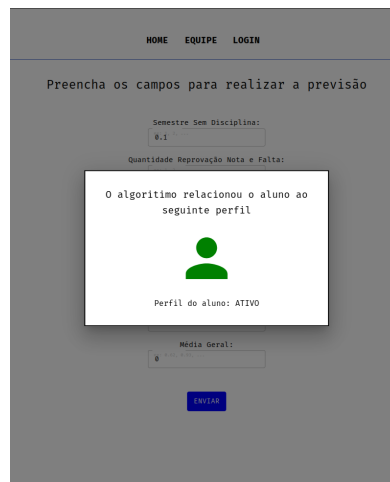 HOME EQUIPE LOGIN
Preencha os campos para realizar a previsão
Semestre Sem Disciplina:
0.1
Quantidade Reprovação Nota e Falta:
O algoritimo relacionou o aluno ao
seguinte perfil
Perfil do aluno: ATIVO
Média Geral:
0
ENVIAR